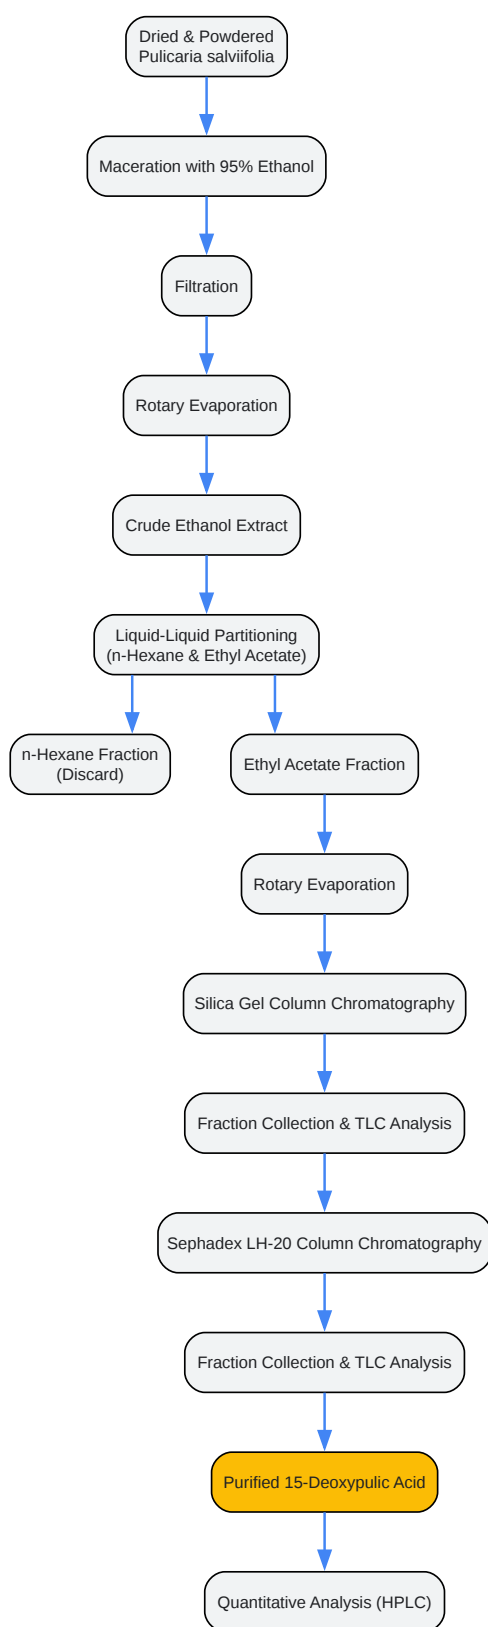 Dried & Powdered
Pulicaria salviifolia
Maceration with 95% Ethanol
Filtration
Rotary Evaporation
Crude Ethanol Extract
Liquid-Liquid Partitioning
(n-Hexane & Ethyl Acetate)
n-Hexane Fraction
(Discard)
Ethyl Acetate Fraction
Rotary Evaporation
Silica Gel Column Chromatography
Fraction Collection & TLC Analysis
Sephadex LH-20 Column Chromatography
Fraction Collection & TLC Analysis
Purified 15-Deoxypulic Acid
Quantitative Analysis (HPLC)